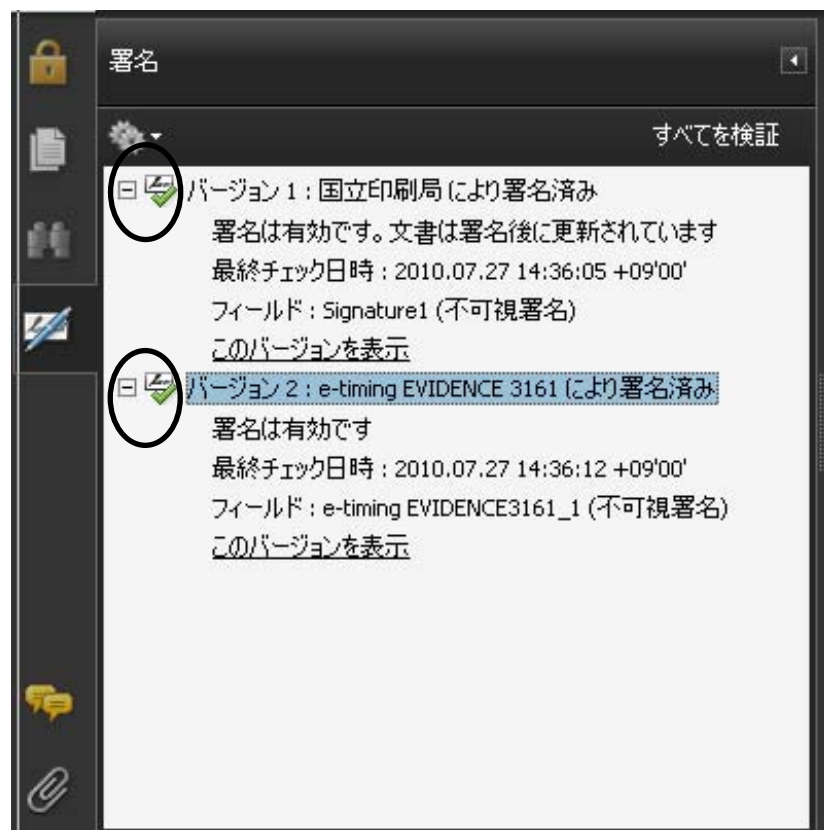 署名
すべてを検証
バージョン 1 : 国立印刷局 により署名済み
署名は有効です。文書は署名後に更新されています
最終チェック日時 : 2010.07.27 14:36:05 +09'00'
フィールド : Signature1 (不可視署名)
このバージョンを表示
バージョン 2 : e-timing EVIDENCE 3161 により署名済み
署名は有効です
最終チェック日時 : 2010.07.27 14:36:12 +09'00'
フィールド : e-timing EVIDENCE3161_1 (不可視署名)
このバージョンを表示